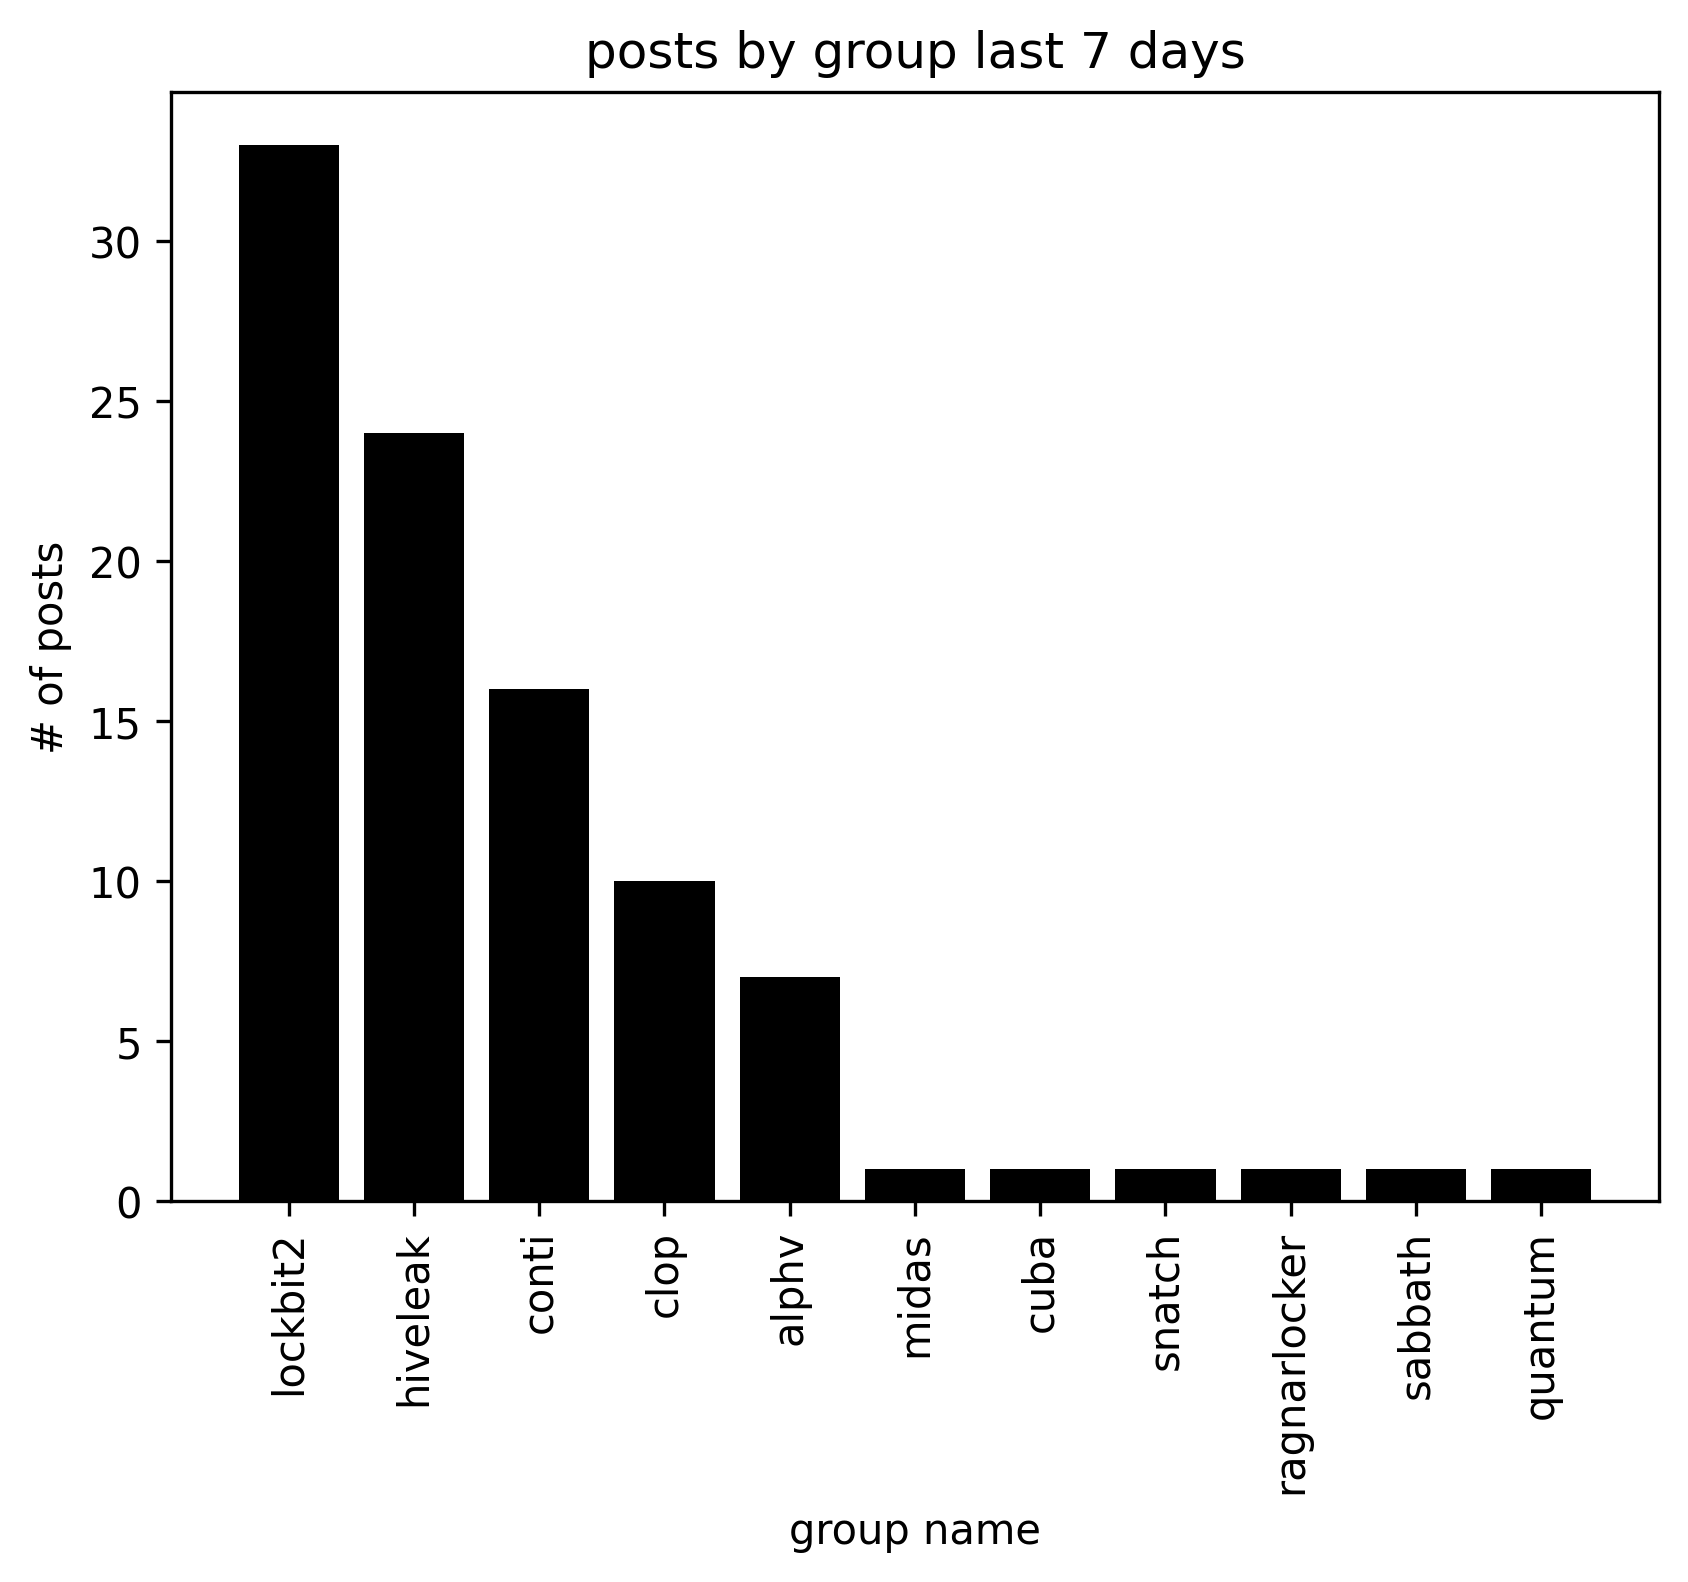 posts by group last 7 days
# of posts
30
25
20
15
10
5
0
lockbit2
hiveleak
conti
clop
alphv
midas
cuba
snatch
ragnarlocker
sabbath
quantum
group name